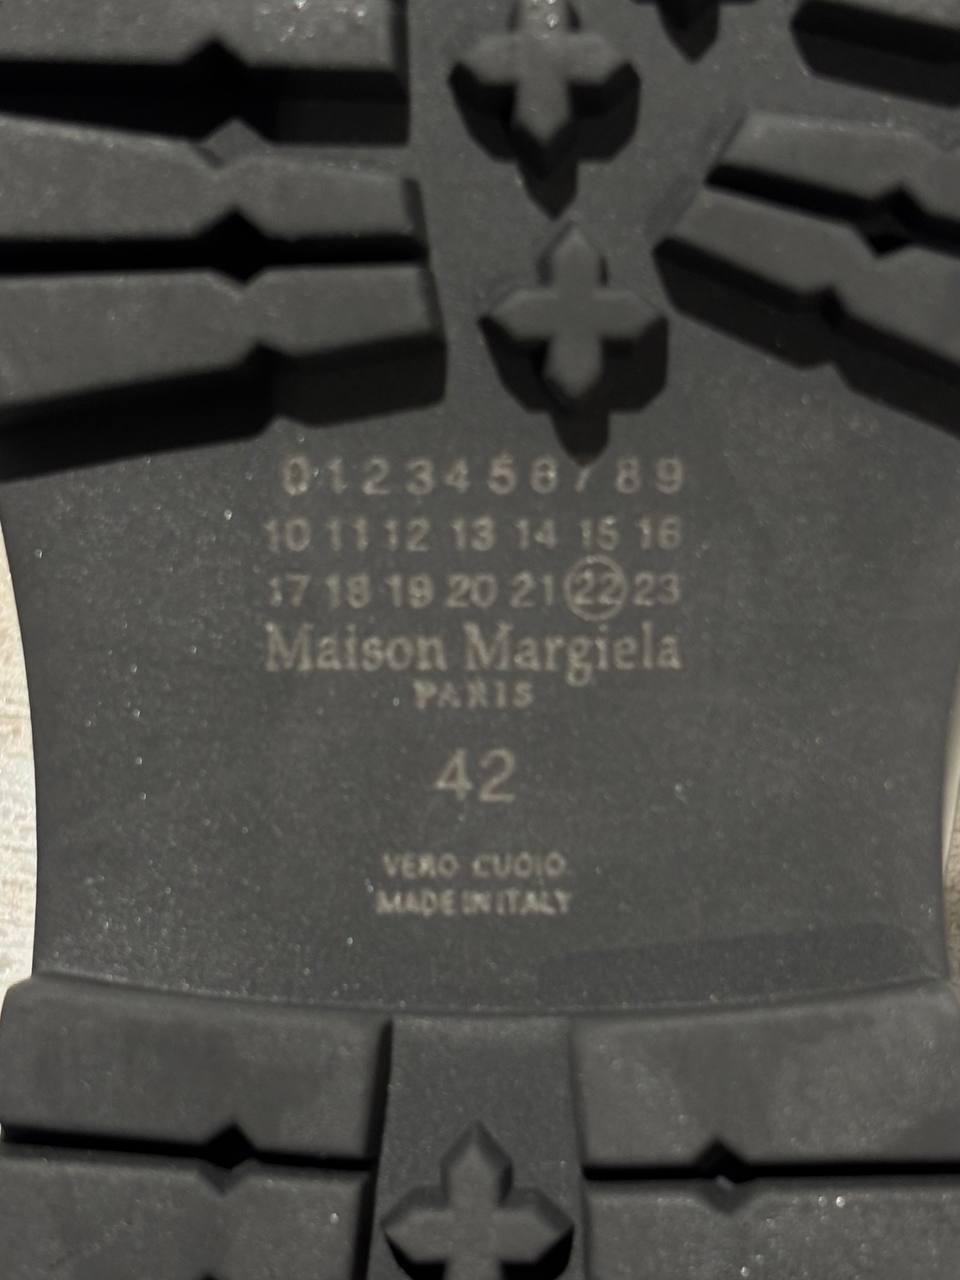 0 1 2 3 4 5 6 7 8 9
10 11 12 13 14 15 16
17 18 19 20 21 22 23
Maison Margiela
PARIS
42
VERO CUOIO
MADE IN ITALY